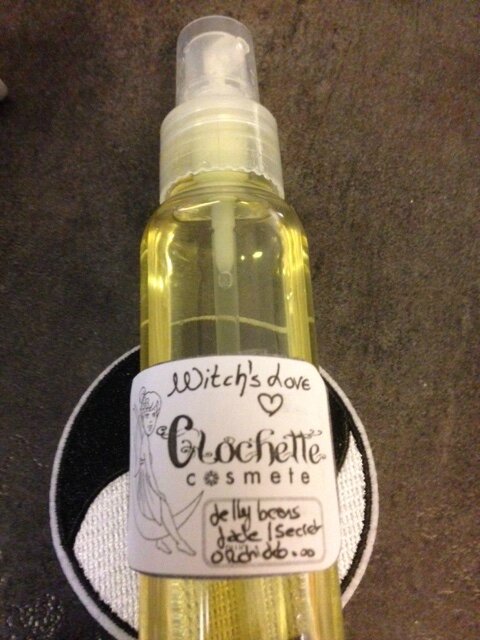 Witch's Love
Clochette
cosmete
Jelly beans
Jade / Secret